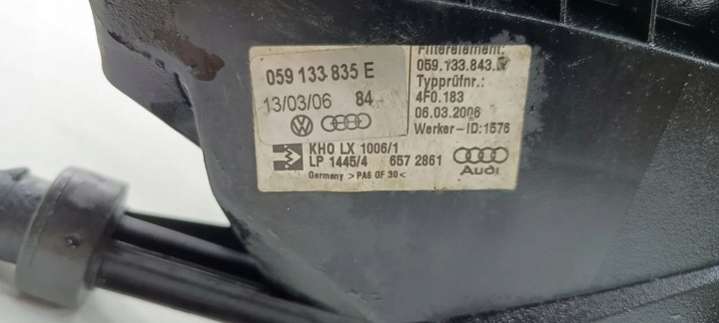 059 133 835 E
13/03/06 84
KHO LX 1006/1
LP 1445/4 657 2861
Germany >PA6 GF 30<
Filterelement:
059.133.843.
Typprüfnr.:
4F0.183
06.03.2006
Werker-ID:1576
Audi